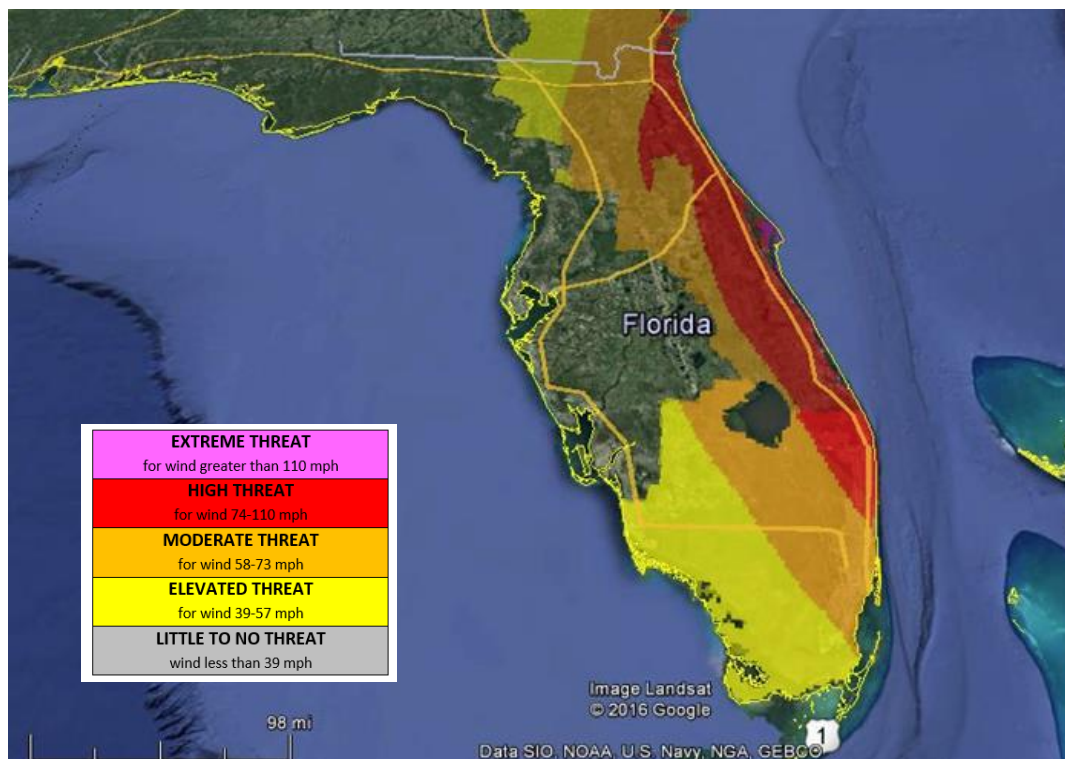 Florida
EXTREME THREAT
for wind greater than 110 mph
HIGH THREAT
for wind 74-110 mph
MODERATE THREAT
for wind 58-73 mph
ELEVATED THREAT
for wind 39-57 mph
LITTLE TO NO THREAT
wind less than 39 mph
Image Landsat
© 2016 Google
98 mi
1
Data SIO, NOAA, U.S. Navy, NGA, GEBCO